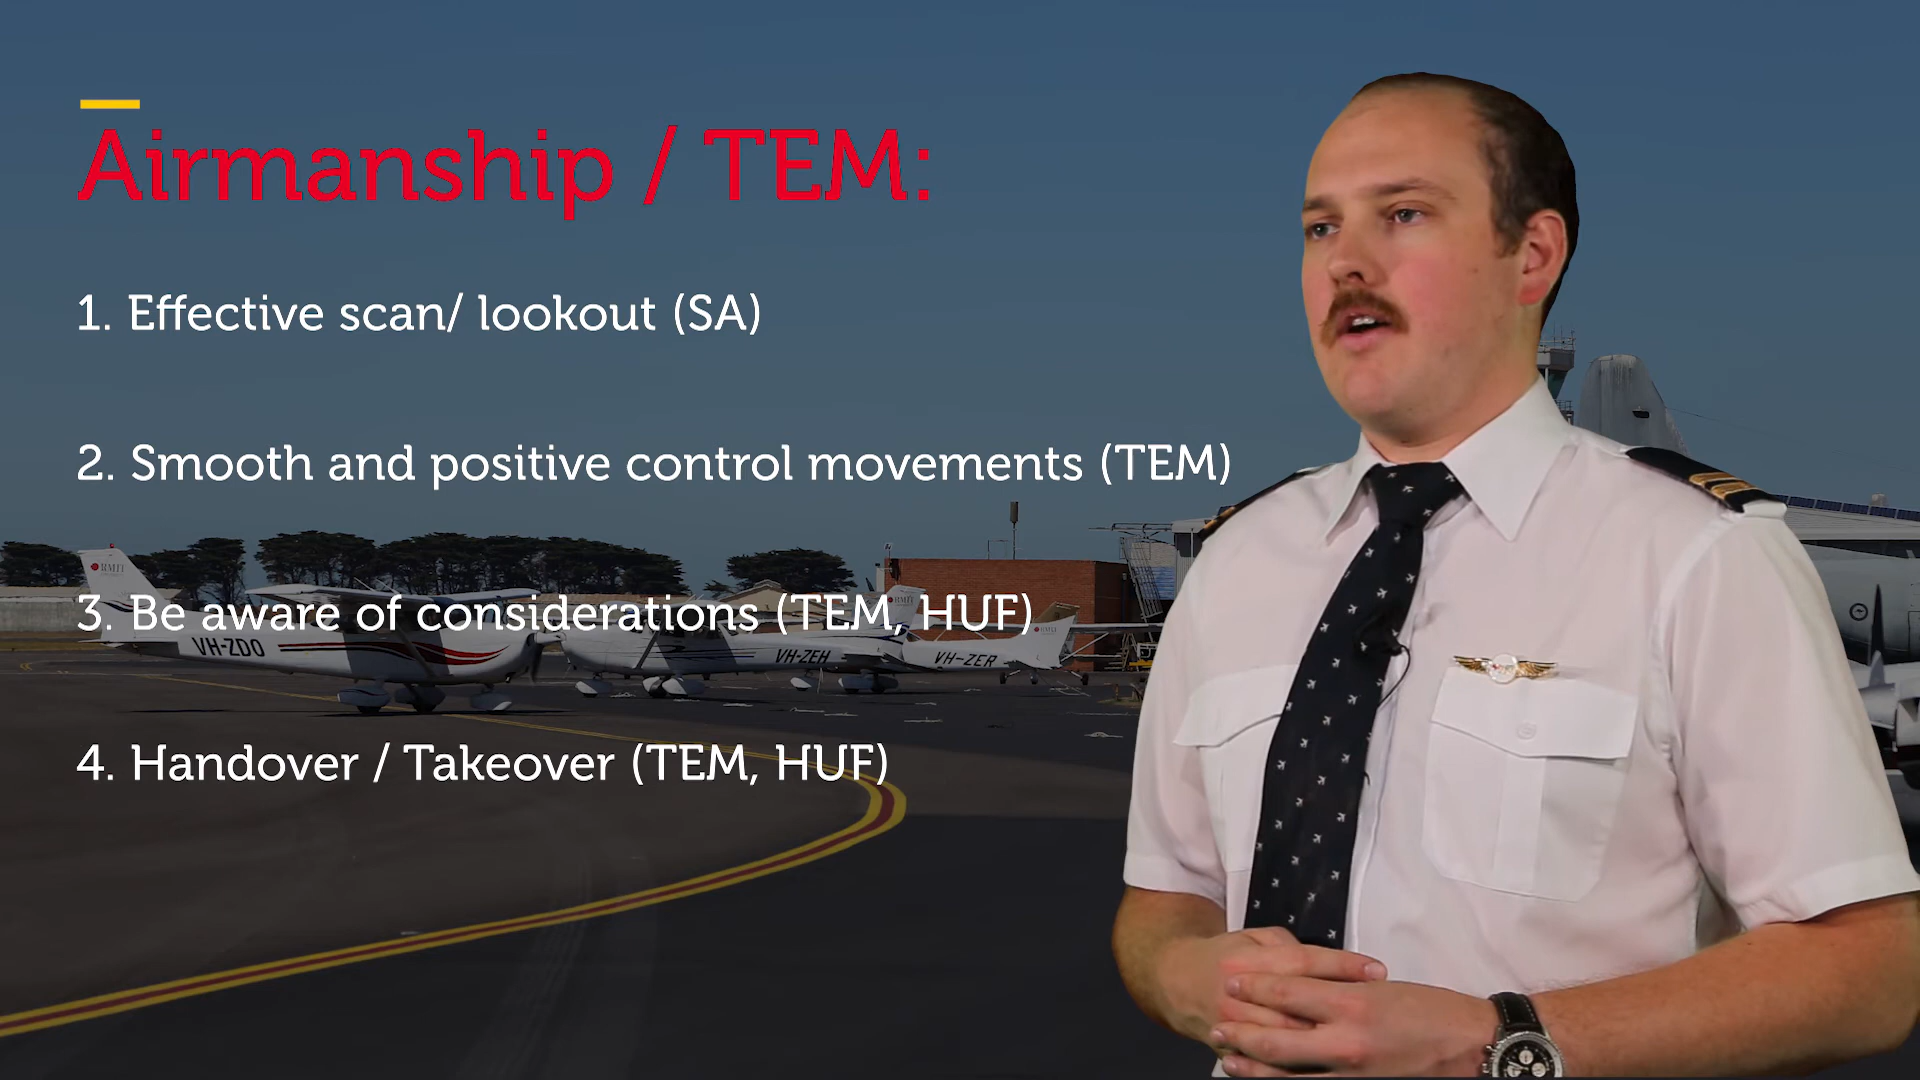 Airmanship / TEM:
1. Effective scan/ lookout (SA)
2. Smooth and positive control movements (TEM)
RMIT
3. Be aware of considerations (TEM, HUF)
VH-ZDO
VH-ZEH
VH-ZER
4. Handover / Takeover (TEM, HUF)